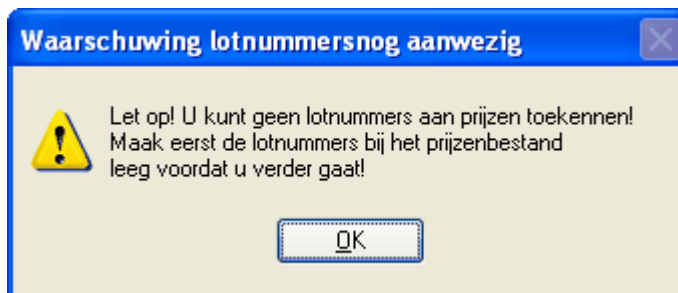 Waarschuwing lotnummersnog aanwezig
Let op! U kunt geen lotnummers aan prijzen toekennen!
Maak eerst de lotnummers bij het prijzenbestand
leeg voordat u verder gaat!
OK